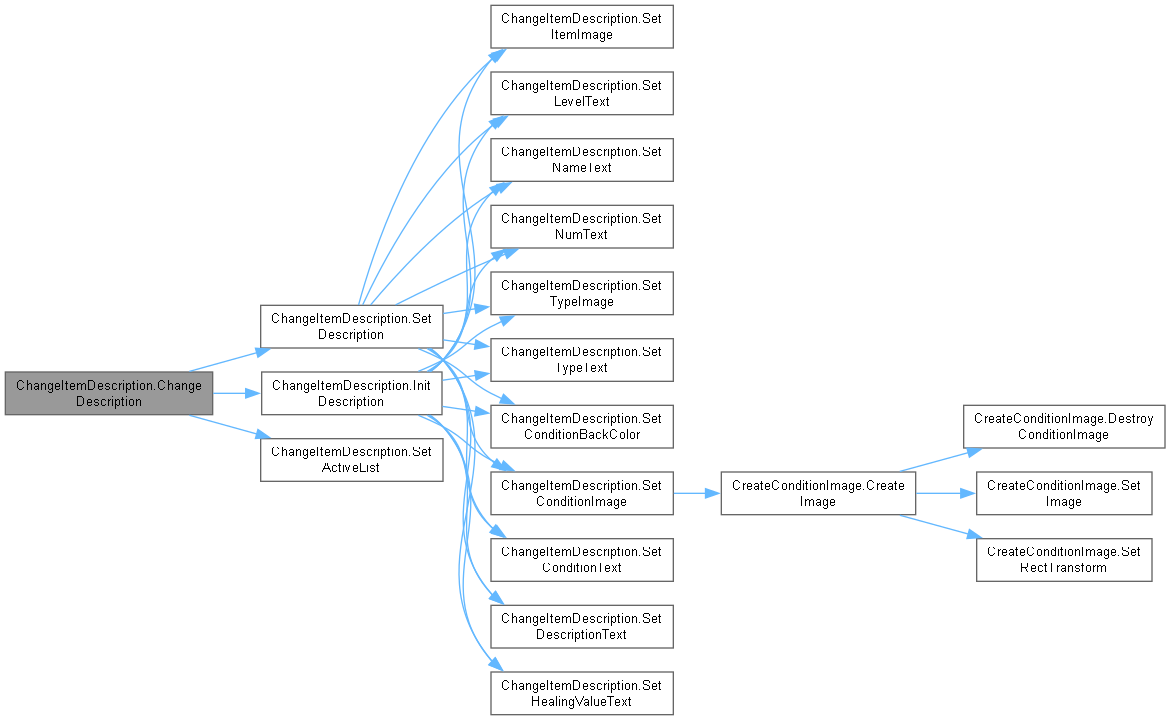 ChangeItemDescription.Change
Description
ChangeItemDescription.Set
Description
ChangeItemDescription.Init
Description
ChangeItemDescription.Set
ActiveList
ChangeItemDescription.Set
ItemImage
ChangeItemDescription.Set
LevelText
ChangeItemDescription.Set
NameText
ChangeItemDescription.Set
NumText
ChangeItemDescription.Set
TypeImage
ChangeItemDescription.Set
TypeText
ChangeItemDescription.Set
ConditionBackColor
ChangeItemDescription.Set
ConditionImage
ChangeItemDescription.Set
ConditionText
ChangeItemDescription.Set
DescriptionText
ChangeItemDescription.Set
HealingValueText
CreateConditionImage.Create
Image
CreateConditionImage.Destroy
ConditionImage
CreateConditionImage.Set
Image
CreateConditionImage.Set
RectTransform